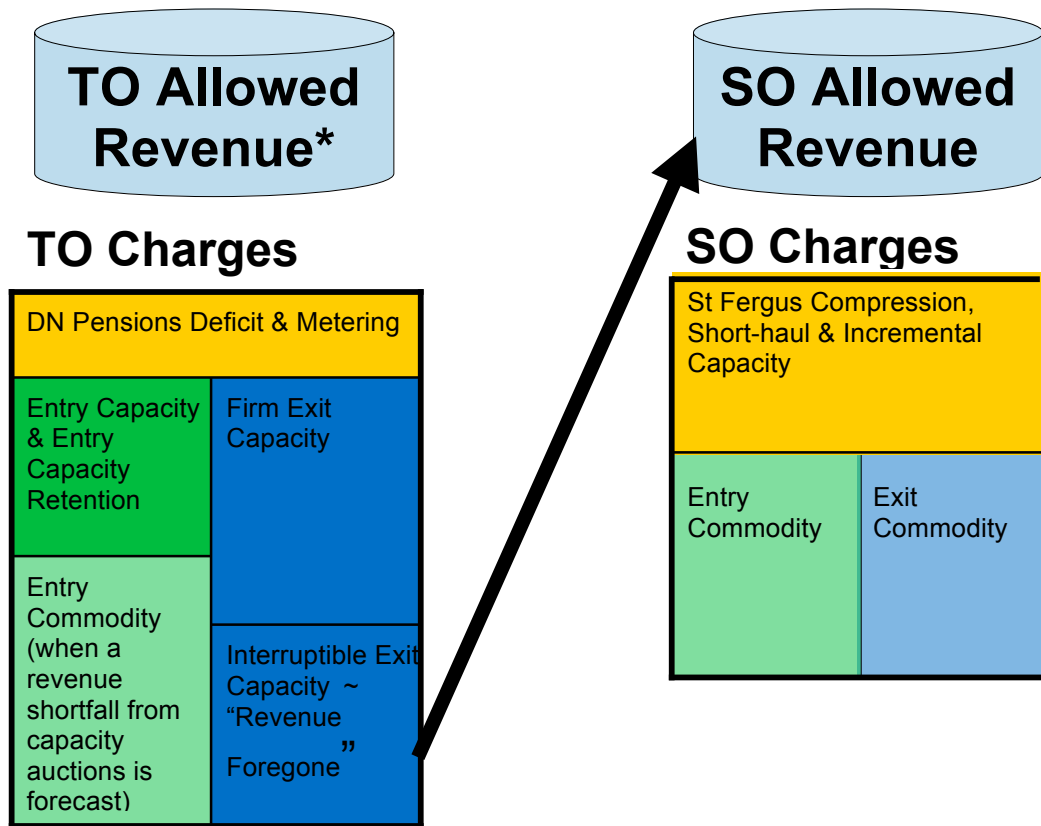 TO Allowed
Revenue*
SO Allowed
Revenue
TO Charges
SO Charges
DN Pensions Deficit & Metering
Entry Capacity
& Entry
Capacity
Retention
Firm Exit
Capacity
Entry
Commodity
(when a
revenue
shortfall from
capacity
auctions is
forecast)
Interruptible Exit
Capacity ~
“Revenue
Foregone”
St Fergus Compression,
Short-haul & Incremental
Capacity
Entry
Commodity
Exit
Commodity